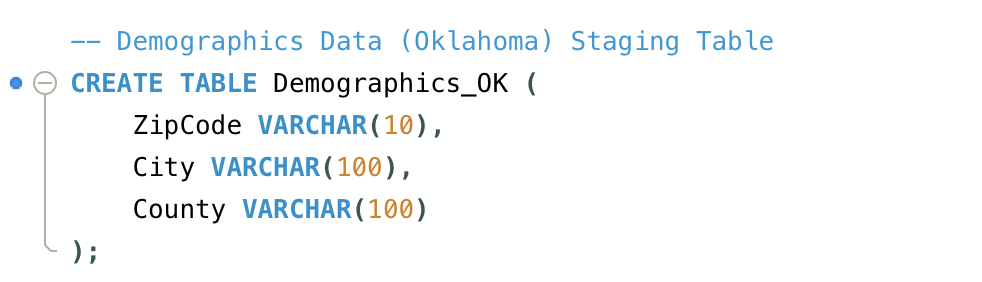 -- Demographics Data (Oklahoma) Staging Table
CREATE TABLE Demographics_OK (
    ZipCode VARCHAR(10),
    City VARCHAR(100),
    County VARCHAR(100)
);